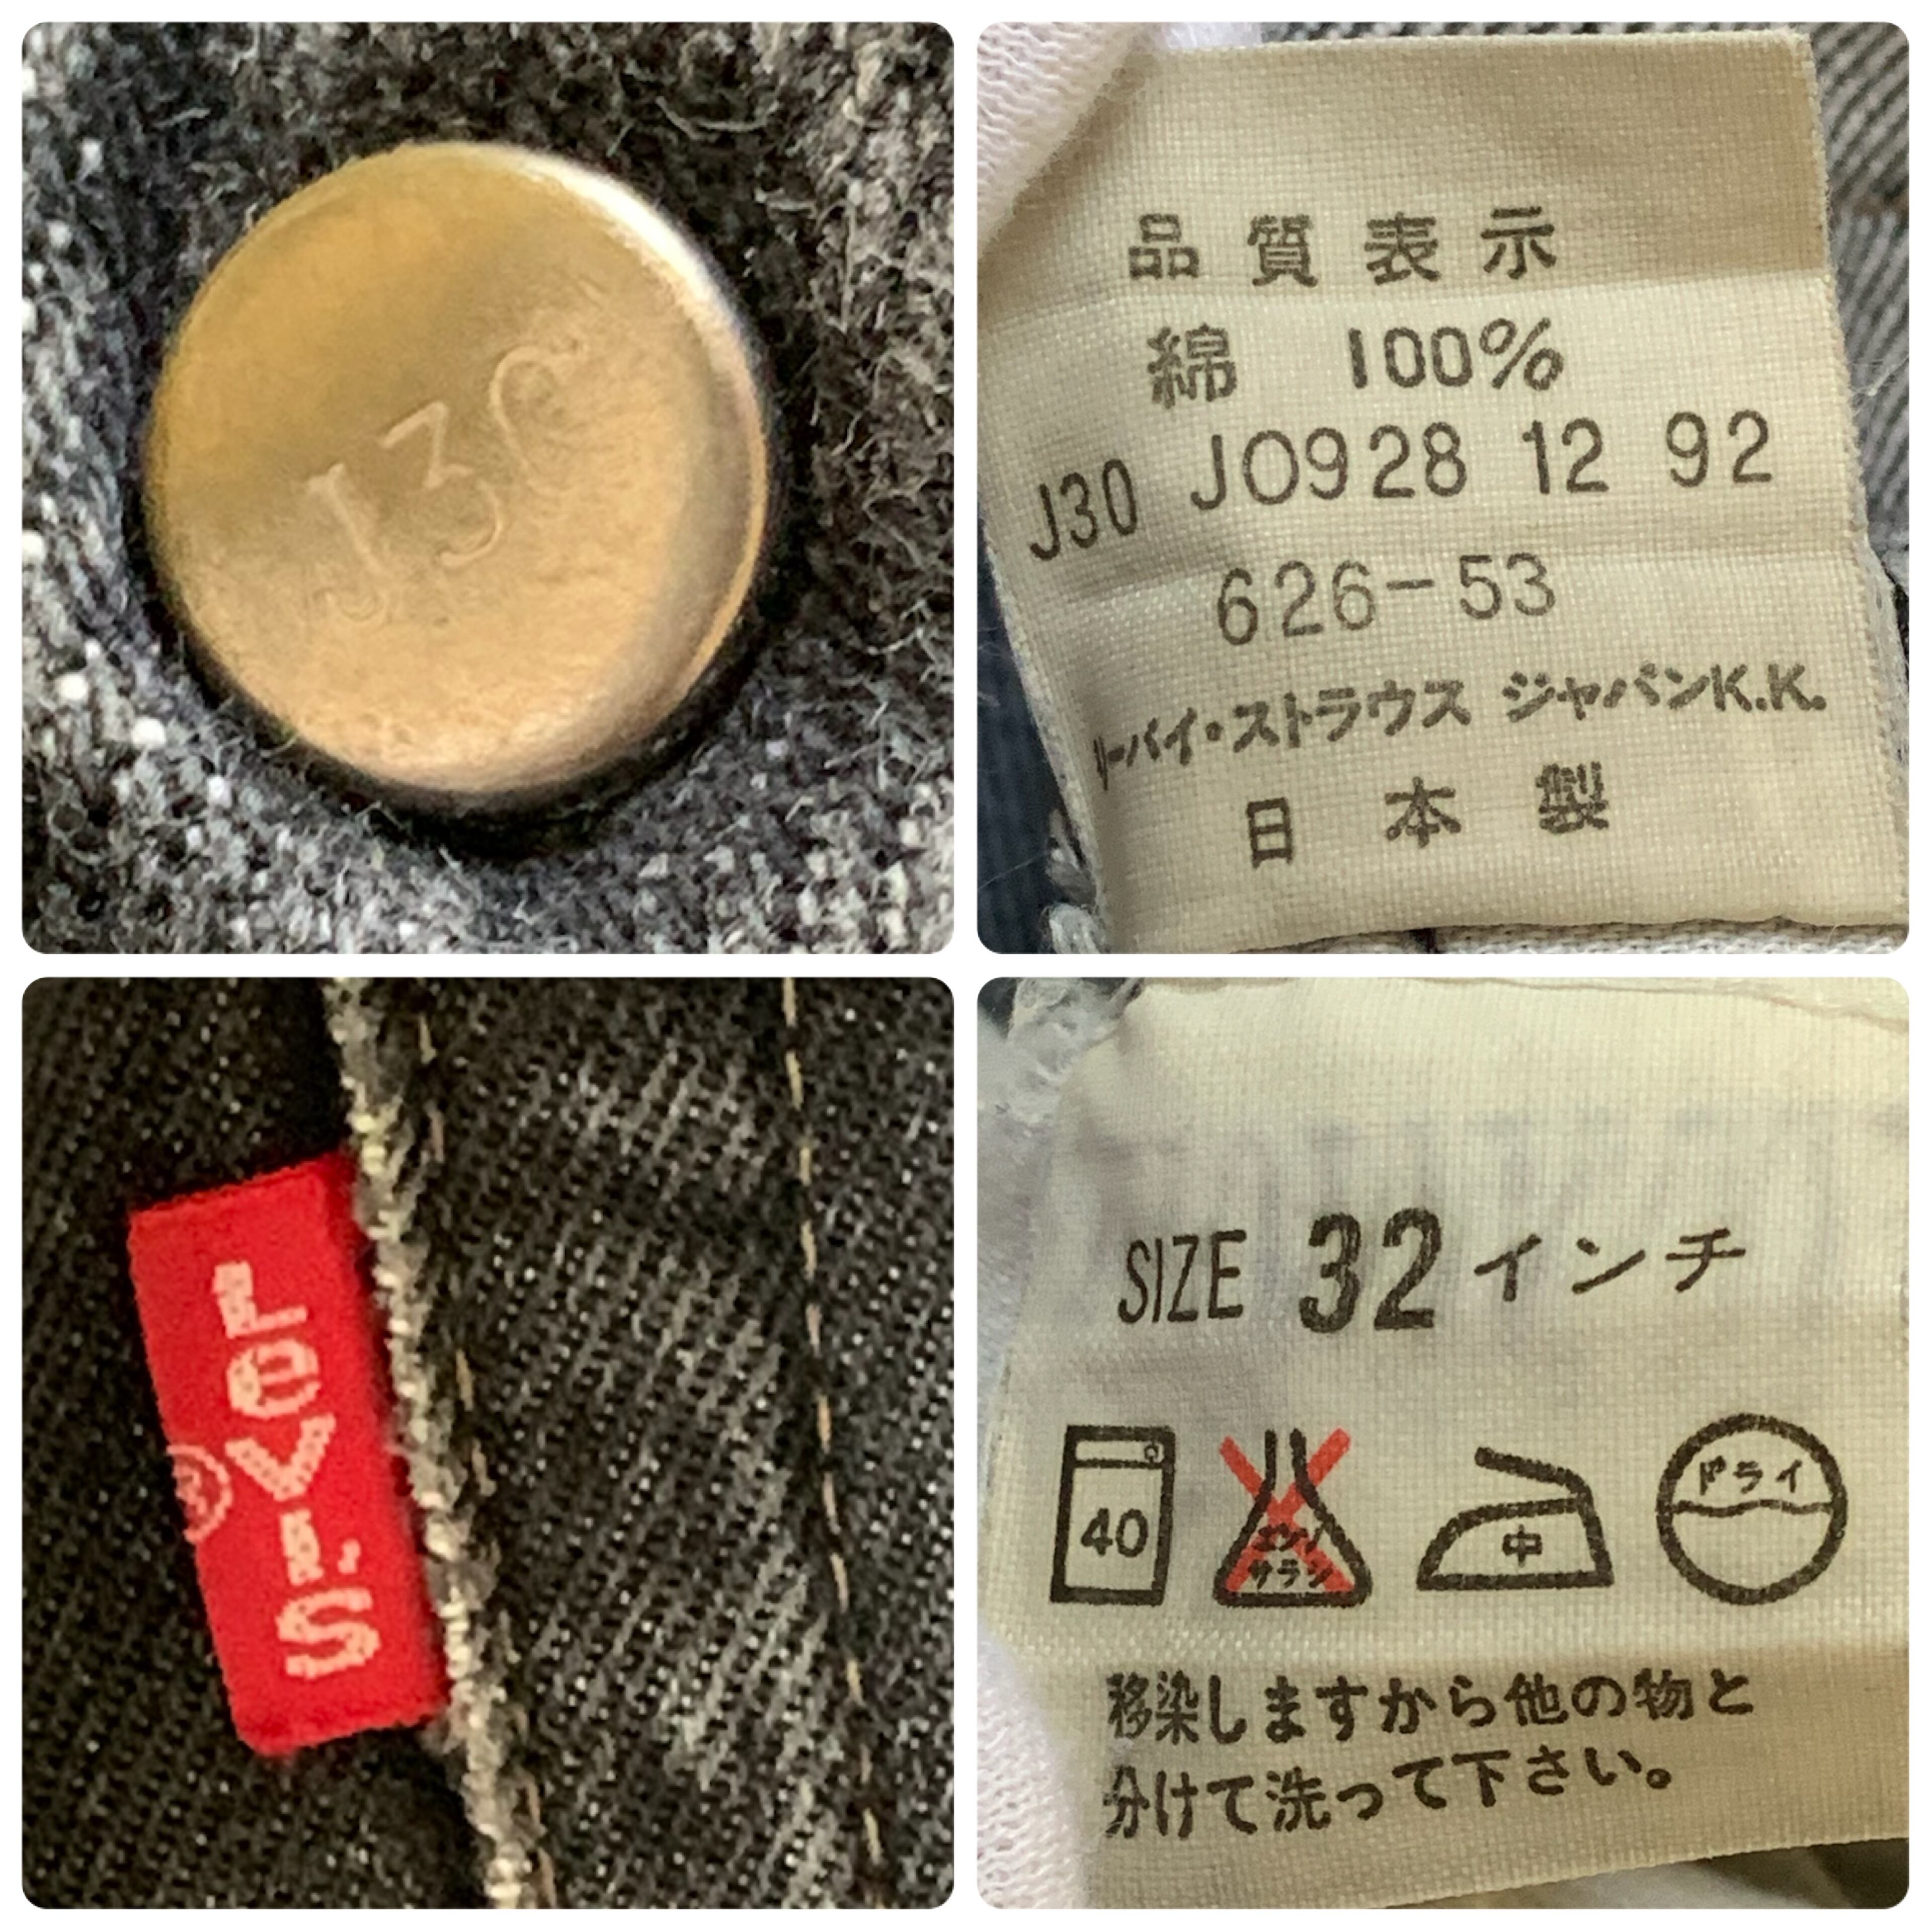 J30
品質表示
綿 100%
J30 J0928 12 92
626-53
リーバイ・ストラウス ジャパンK.K.
日本製
LEVI'S
®
SIZE 32インチ
40
エンソ
サラシ
中
ドライ
移染しますから他の物と
分けて洗って下さい。